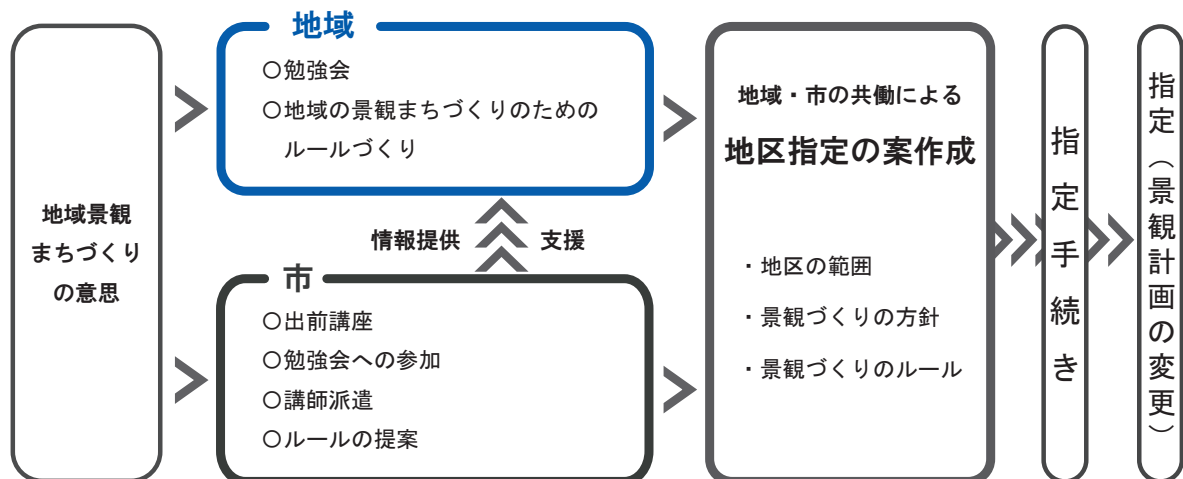 地域景観
まちづくり
の意思
地域
○勉強会
○地域の景観まちづくりのための
ルールづくり
情報提供
支援
市
○出前講座
○勉強会への参加
○講師派遣
○ルールの提案
地域・市の共働による
地区指定の案作成
・地区の範囲
・景観づくりの方針
・景観づくりのルール
指定手続き
指定（景観計画の変更）